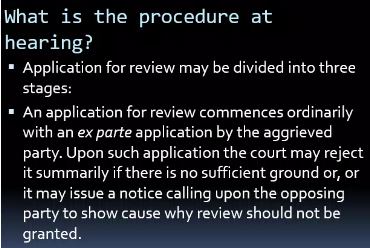 What is the procedure at
hearing?
▪ Application for review may be divided into three
stages:
▪ An application for review commences ordinarily
with an ex parte application by the aggrieved
party. Upon such application the court may reject
it summarily if there is no sufficient ground or, or
it may issue a notice calling upon the opposing
party to show cause why review should not be
granted.